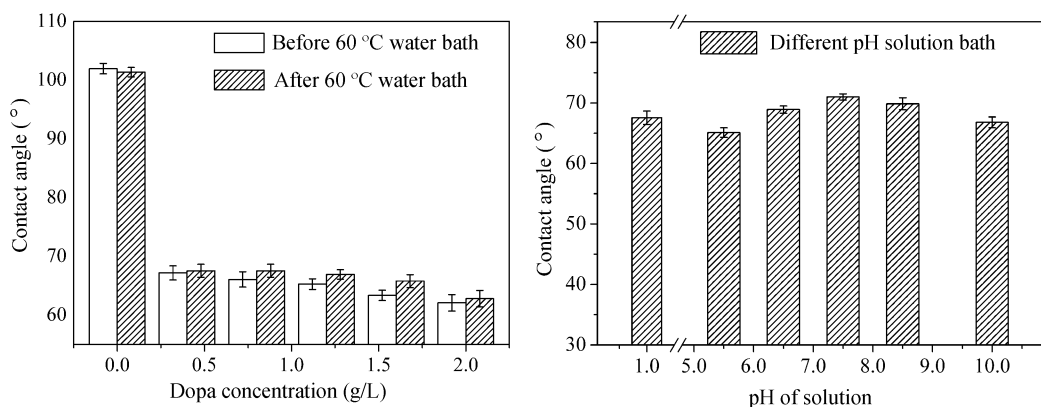 110
100
90
80
70
60
Contact angle (°)
Before 60 °C water bath
After 60 °C water bath
0.0 0.5 1.0 1.5 2.0
Dopa concentration (g/L)
80
70
60
50
40
30
Contact angle (°)
Different pH solution bath
1.0 5.0 6.0 7.0 8.0 9.0 10.0
pH of solution